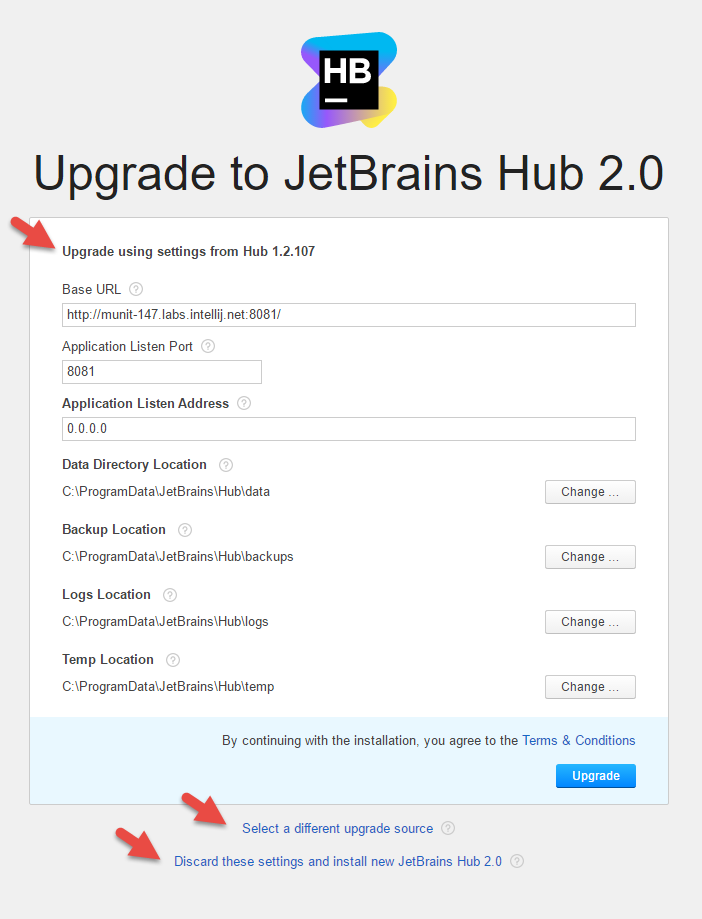 HB
Upgrade to JetBrains Hub 2.0
Upgrade using settings from Hub 1.2.107
Base URL ?
http://munit-147.labs.intellij.net:8081/
Application Listen Port ?
8081
Application Listen Address ?
0.0.0.0
Data Directory Location ?
C:\ProgramData\JetBrains\Hub\data Change ...
Backup Location ?
C:\ProgramData\JetBrains\Hub\backups Change ...
Logs Location ?
C:\ProgramData\JetBrains\Hub\logs Change ...
Temp Location ?
C:\ProgramData\JetBrains\Hub\temp Change ...
By continuing with the installation, you agree to the Terms & Conditions
Upgrade
Select a different upgrade source ?
Discard these settings and install new JetBrains Hub 2.0 ?